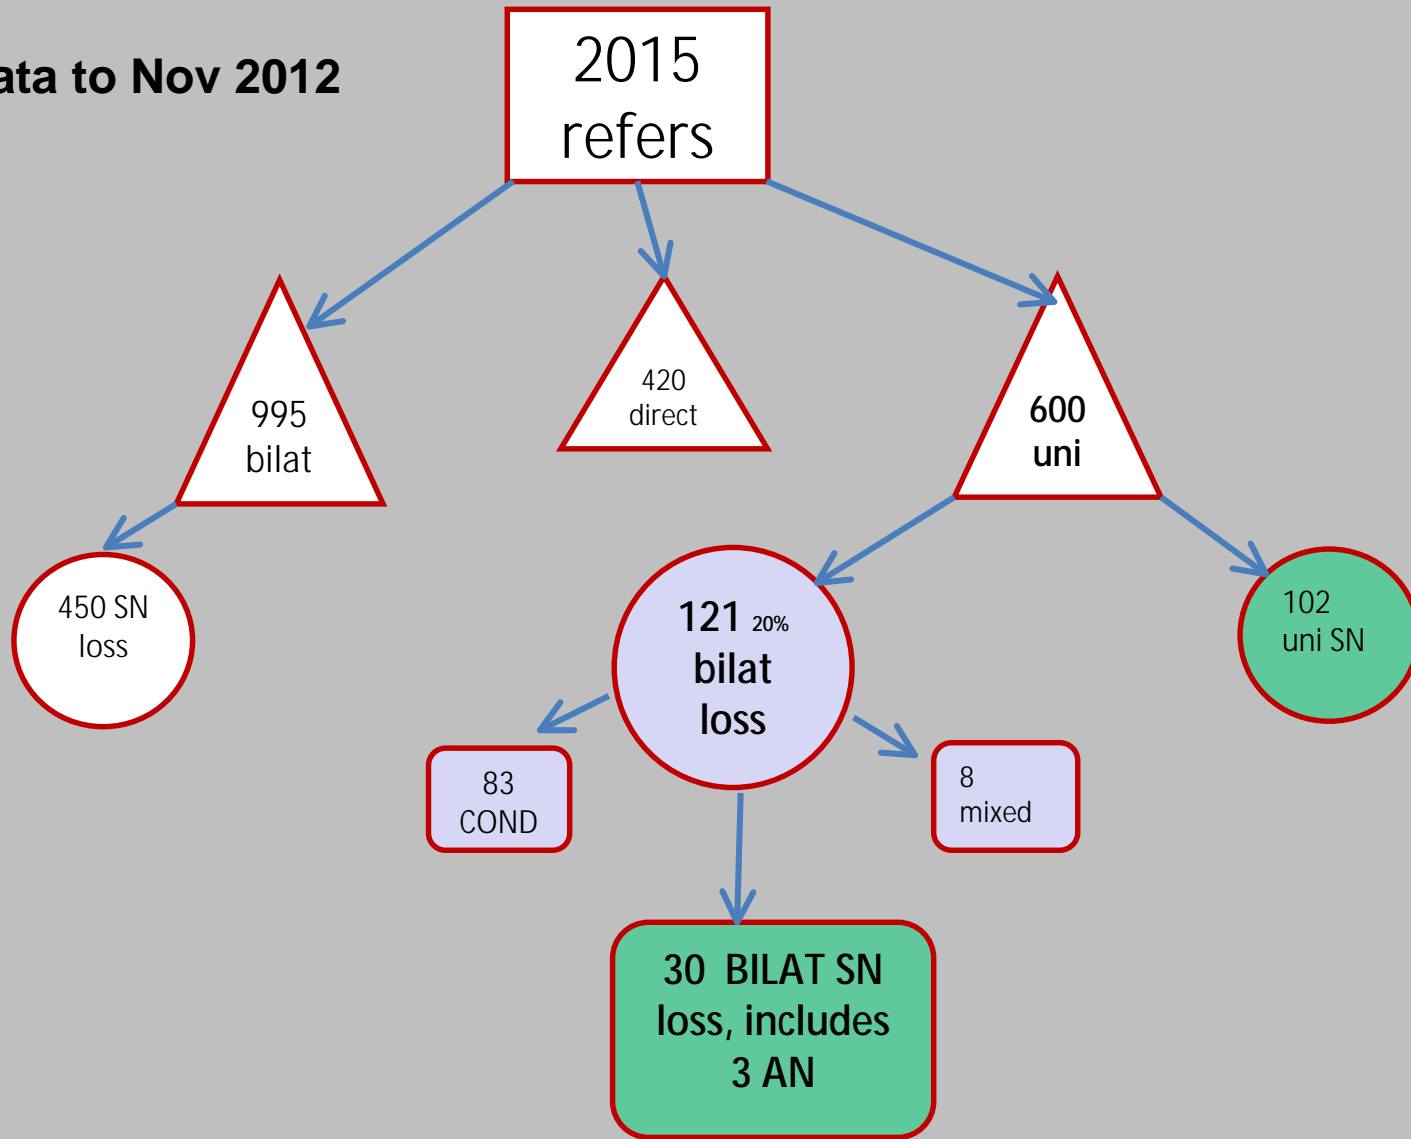 ata to Nov 2012
2015
refers
995
bilat
420
direct
600
uni
450 SN
loss
121 20%
bilat
loss
102
uni SN
83
COND
8
mixed
30 BILAT SN
loss, includes
3 AN